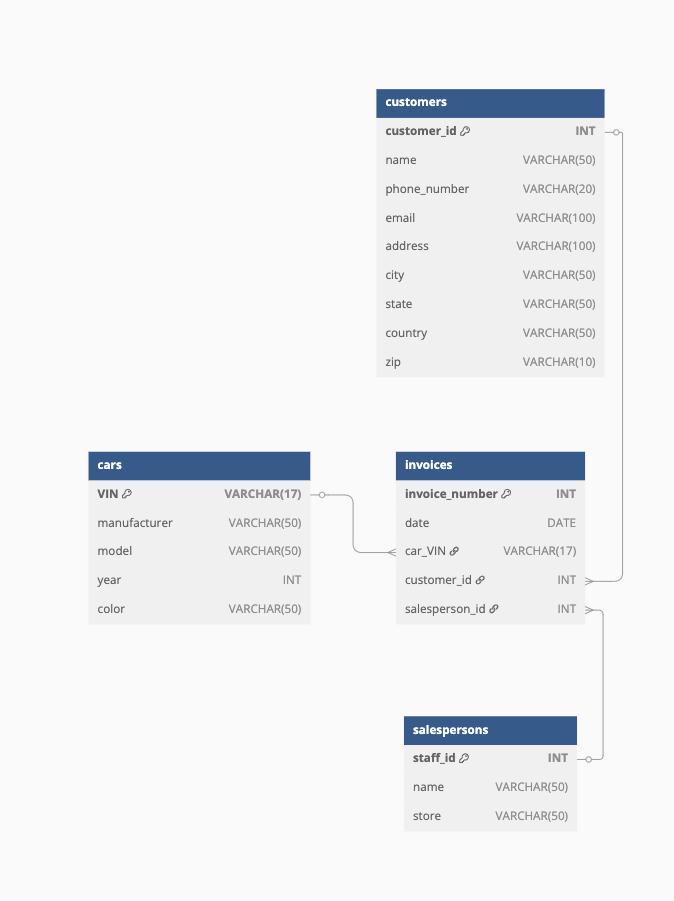 customers
customer_id INT
name VARCHAR(50)
phone_number VARCHAR(20)
email VARCHAR(100)
address VARCHAR(100)
city VARCHAR(50)
state VARCHAR(50)
country VARCHAR(50)
zip VARCHAR(10)
cars
VIN VARCHAR(17)
manufacturer VARCHAR(50)
model VARCHAR(50)
year INT
color VARCHAR(50)
invoices
invoice_number INT
date DATE
car_VIN VARCHAR(17)
customer_id INT
salesperson_id INT
salespersons
staff_id INT
name VARCHAR(50)
store VARCHAR(50)